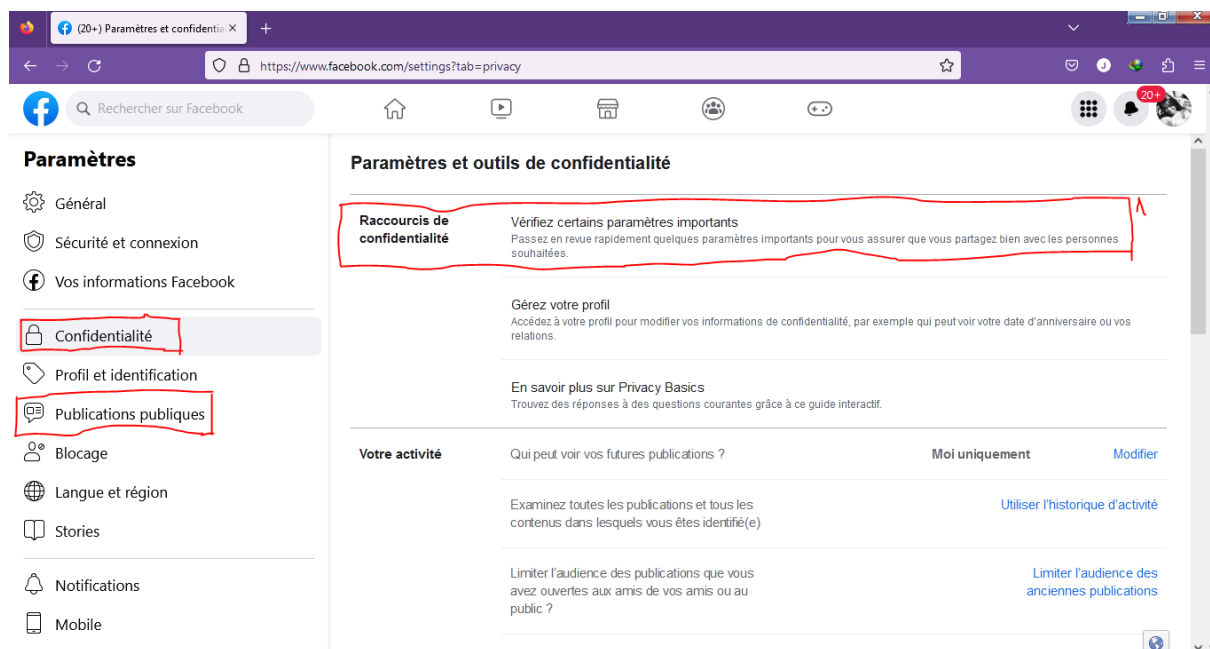 (20+) Paramètres et confidentia
https://www.facebook.com/settings?tab=privacy
Rechercher sur Facebook
20+
Paramètres
Général
Sécurité et connexion
Vos informations Facebook
Confidentialité
Profil et identification
Publications publiques
Blocage
Langue et région
Stories
Notifications
Mobile
Paramètres et outils de confidentialité
Raccourcis de
confidentialité
Vérifiez certains paramètres importants
Passez en revue rapidement quelques paramètres importants pour vous assurer que vous partagez bien avec les personnes
souhaitées.
1
Gérez votre profil
Accédez à votre profil pour modifier vos informations de confidentialité, par exemple qui peut voir votre date d'anniversaire ou vos
relations.
En savoir plus sur Privacy Basics
Trouvez des réponses à des questions courantes grâce à ce guide interactif.
Votre activité
Qui peut voir vos futures publications ?
Moi uniquement
Modifier
Examinez toutes les publications et tous les
contenus dans lesquels vous êtes identifié(e)
Utiliser l'historique d'activité
Limiter l'audience des publications que vous
avez ouvertes aux amis de vos amis ou au
public ?
Limiter l'audience des
anciennes publications